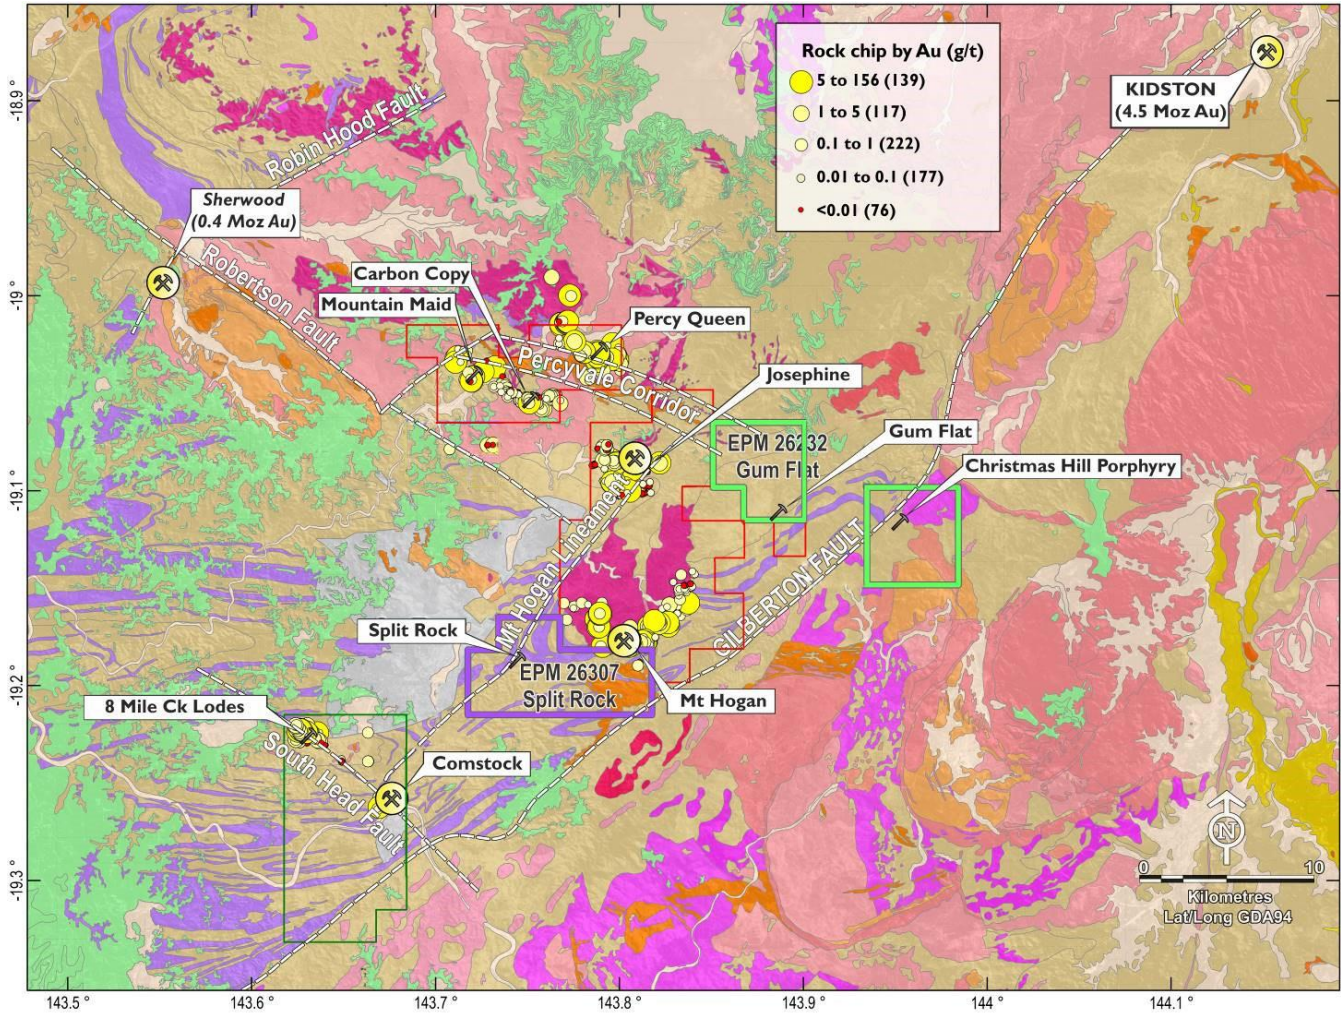 Rock chip by Au (g/t)
5 to 156 (139)
1 to 5 (117)
0.1 to 1 (222)
0.01 to 0.1 (177)
<0.01 (76)
KIDSTON
(4.5 Moz Au)
-18.9 °
Robin Hood Fault
Sherwood
(0.4 Moz Au)
Robertson Fault
-19 °
Carbon Copy
Mountain Maid
Percy Queen
Percyvale Corridor
Josephine
EPM 26232
Gum Flat
Gum Flat
Christmas Hill Porphyry
-19.1 °
Mt Hogan Lineament
GILBERTON FAULT
Split Rock
EPM 26307
Split Rock
-19.2 °
Mt Hogan
8 Mile Ck Lodes
South Head Fault
Comstock
N
0 10
Kilometres
Lat/Long GDA94
-19.3 °
143.5 ° 143.6 ° 143.7 ° 143.8 ° 143.9 ° 144 ° 144.1 °